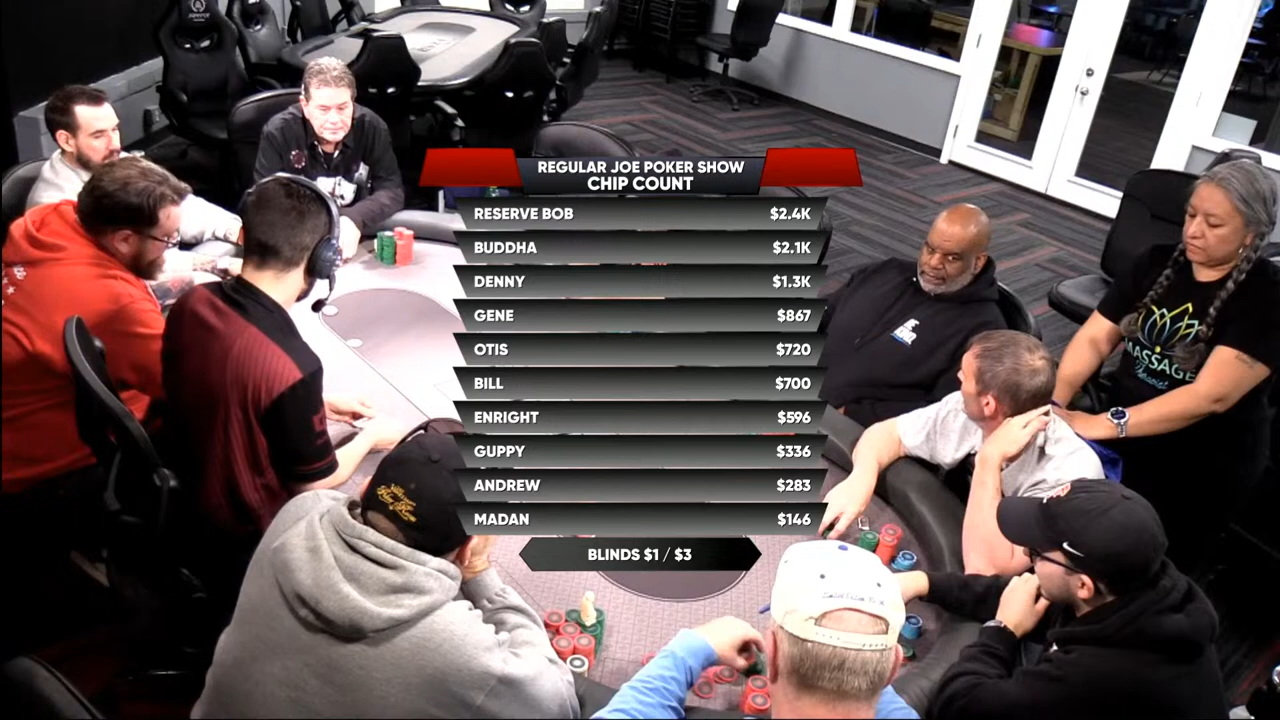 REGULAR JOE POKER SHOW
CHIP COUNT
RESERVE BOB $2.4K
BUDDHA $2.1K
DENNY $1.3K
GENE $867
OTIS $720
BILL $700
ENRIGHT $596
GUPPY $336
ANDREW $283
MADAN $146
BLINDS $1 / $3
MASSAGE
Therapist